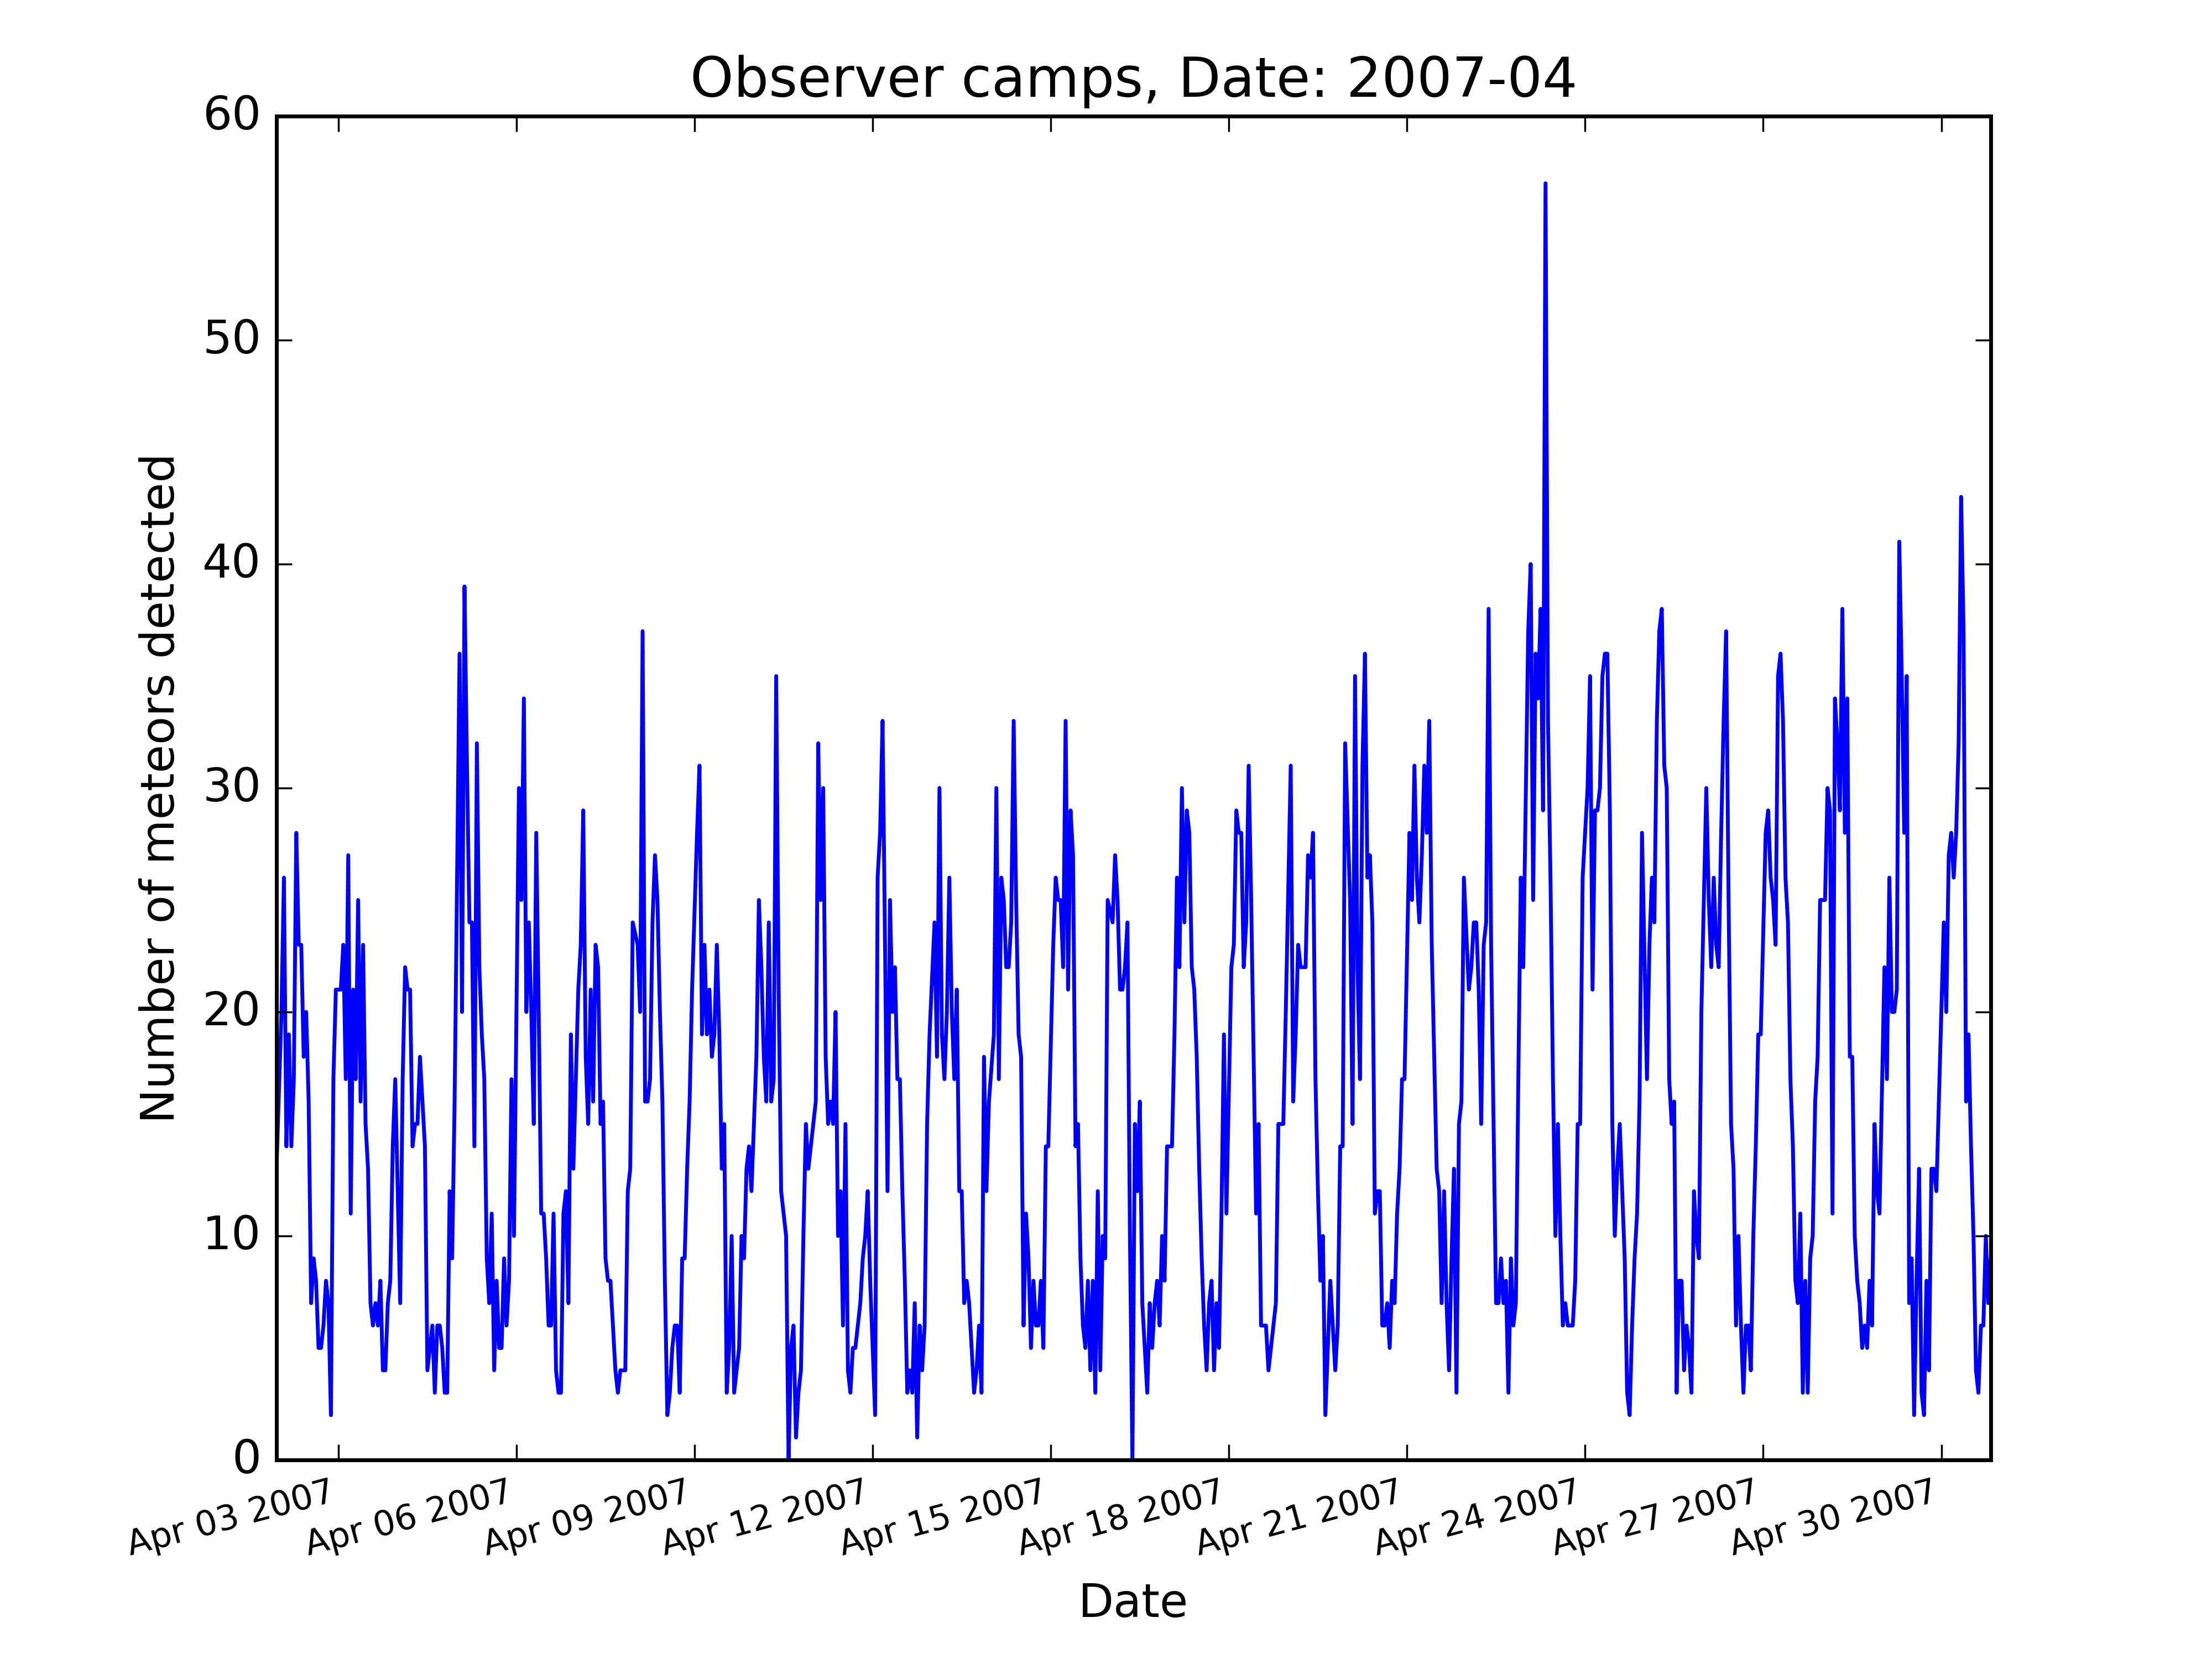 Observer camps, Date: 2007-04
60
50
40
30
20
10
0
Number of meteors detected
Apr 03 2007
Apr 06 2007
Apr 09 2007
Apr 12 2007
Apr 15 2007
Apr 18 2007
Apr 21 2007
Apr 24 2007
Apr 27 2007
Apr 30 2007
Date